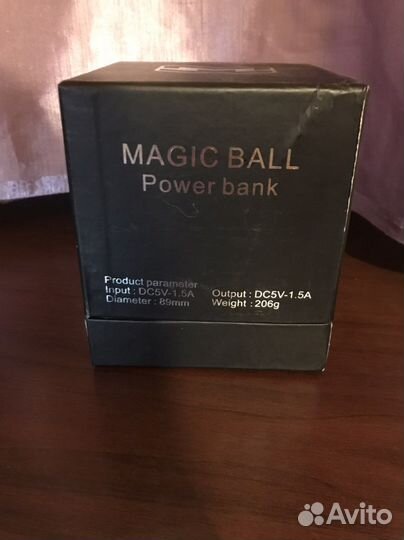 MAGIC BALL
Power bank
Product parameter
Input : DC5V-1.5A Output : DC5V-1.5A
Diameter : 89mm Weight : 206g
Avito